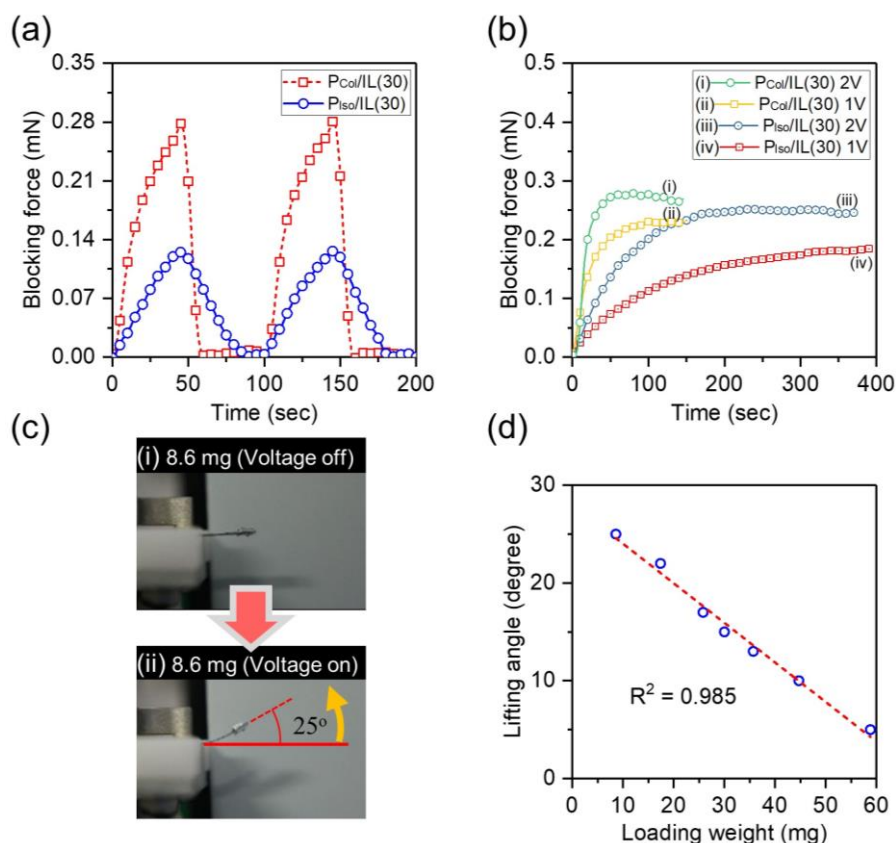 (a)
0.35
0.28
0.21
0.14
0.07
0.00
Blocking force (mN)
0
50
100
150
200
Time (sec)
PCol/IL(30)
PIso/IL(30)
(b)
0.5
0.4
0.3
0.2
0.1
0.0
Blocking force (mN)
0
100
200
300
400
Time (sec)
(i) PCol/IL(30) 2V
(ii) PCol/IL(30) 1V
(iii) PIso/IL(30) 2V
(iv) PIso/IL(30) 1V
(i)
(ii)
(iii)
(iv)
(c)
(i) 8.6 mg (Voltage off)
(ii) 8.6 mg (Voltage on)
25o
(d)
30
20
10
0
Lifting angle (degree)
R2 = 0.985
0
10
20
30
40
50
60
Loading weight (mg)